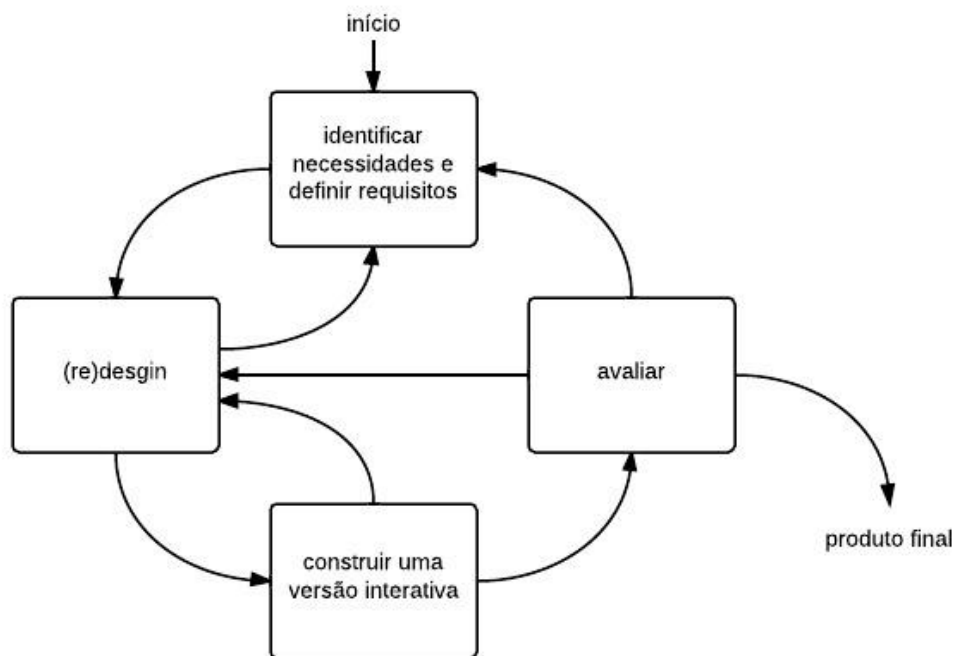 início
identificar
necessidades e
definir requisitos
(re)desgin
avaliar
construir uma
versão interativa
produto final